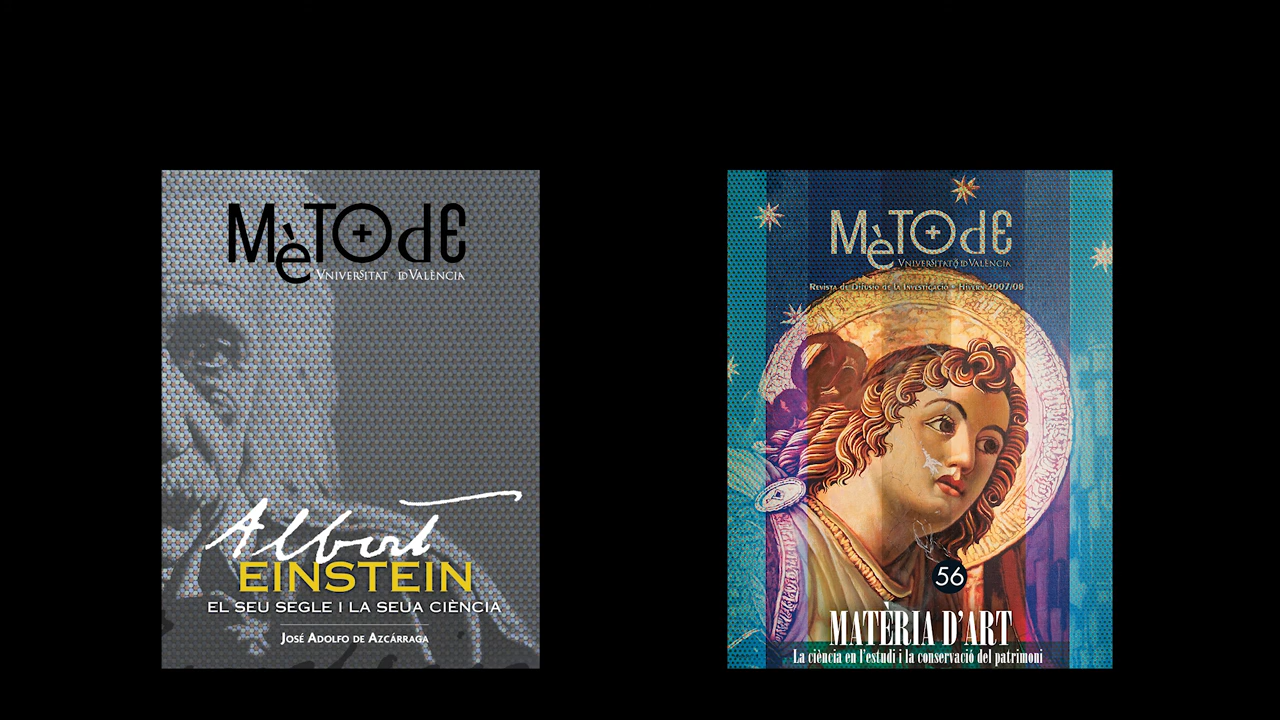 MèTodE
VNIVERSITAT D VALÈNCIA
Albert
EINSTEIN
EL SEU SEGLE I LA SEUA CIÈNCIA
JOSÉ ADOLFO DE AZCÁRRAGA
MèTodE
VNIVERSITAT D VALÈNCIA
REVISTA DE DIFUSIÓ DE LA INVESTIGACIÓ • HIVERN 2007/08
56
MATÈRIA D'ART
La ciència en l'estudi i la conservació del patrimoni